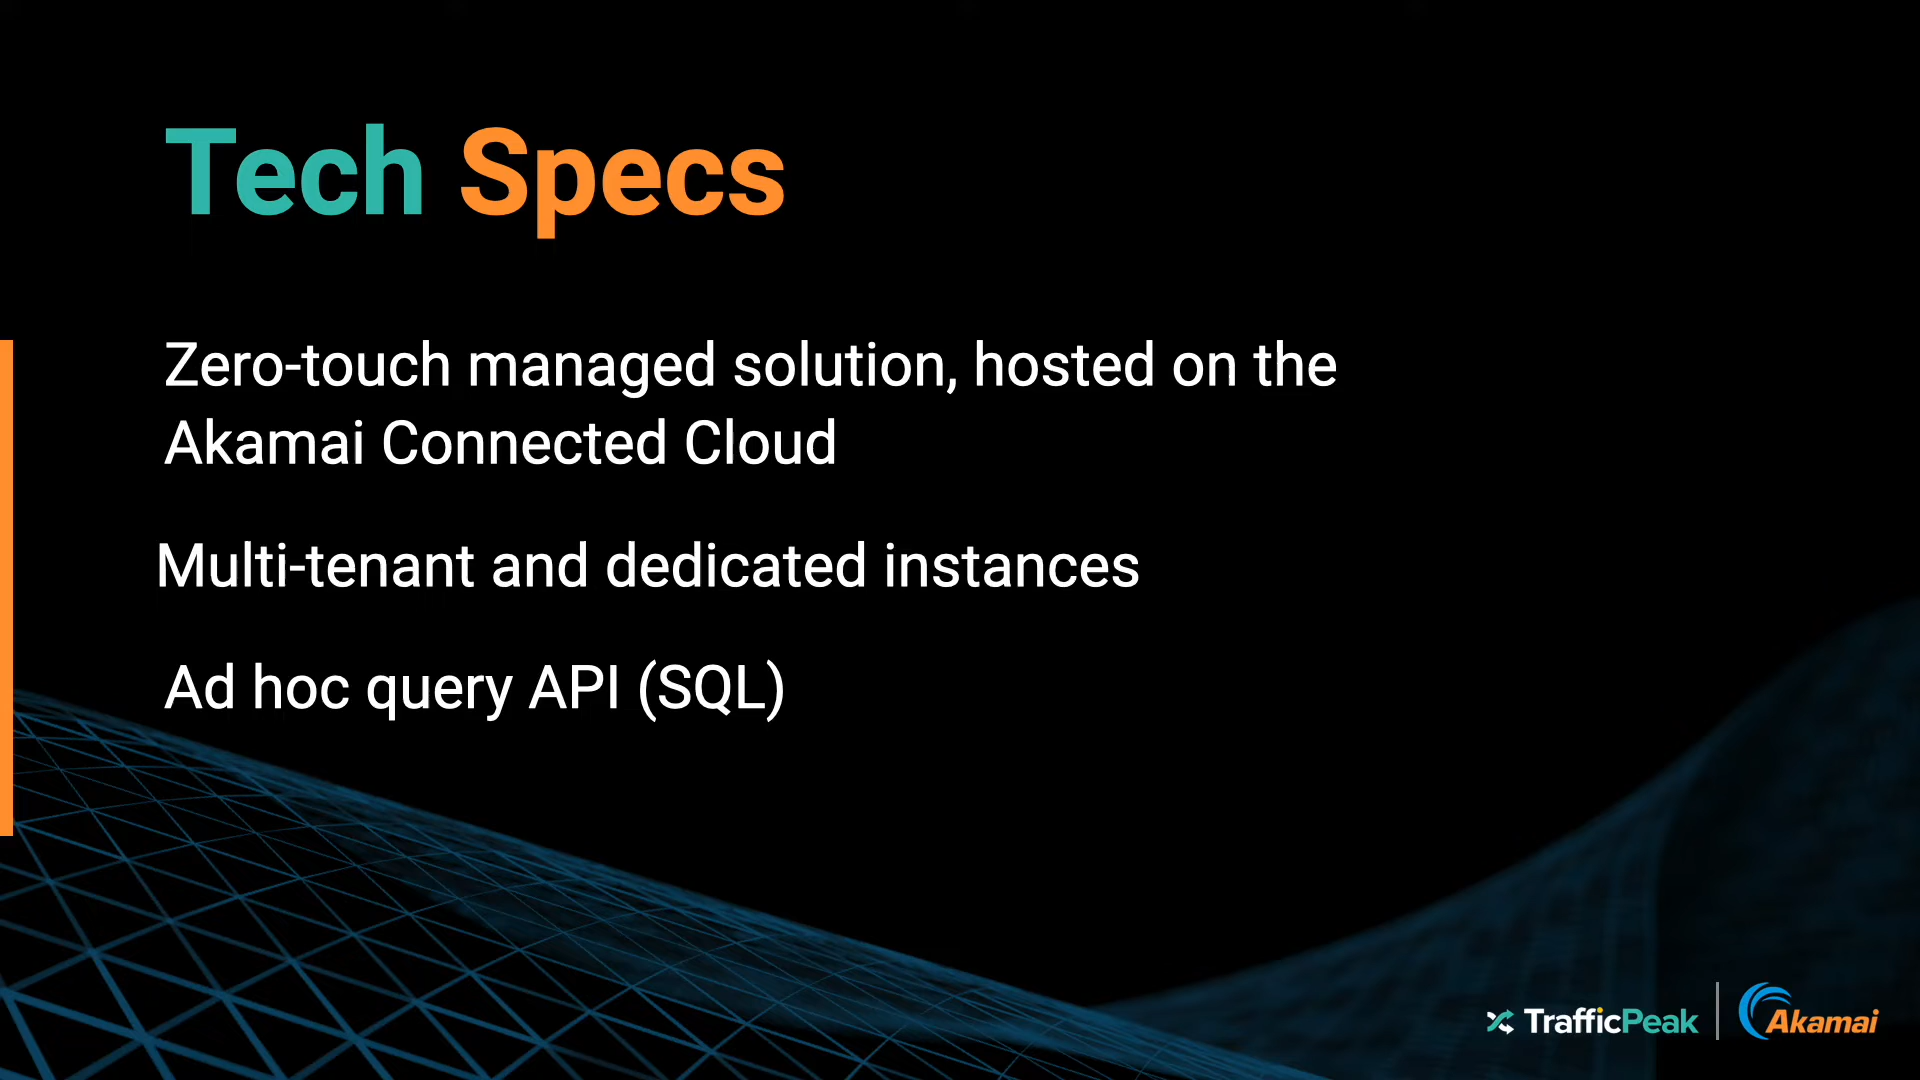 Tech Specs
Zero-touch managed solution, hosted on the
Akamai Connected Cloud
Multi-tenant and dedicated instances
Ad hoc query API (SQL)
TrafficPeak
Akamai